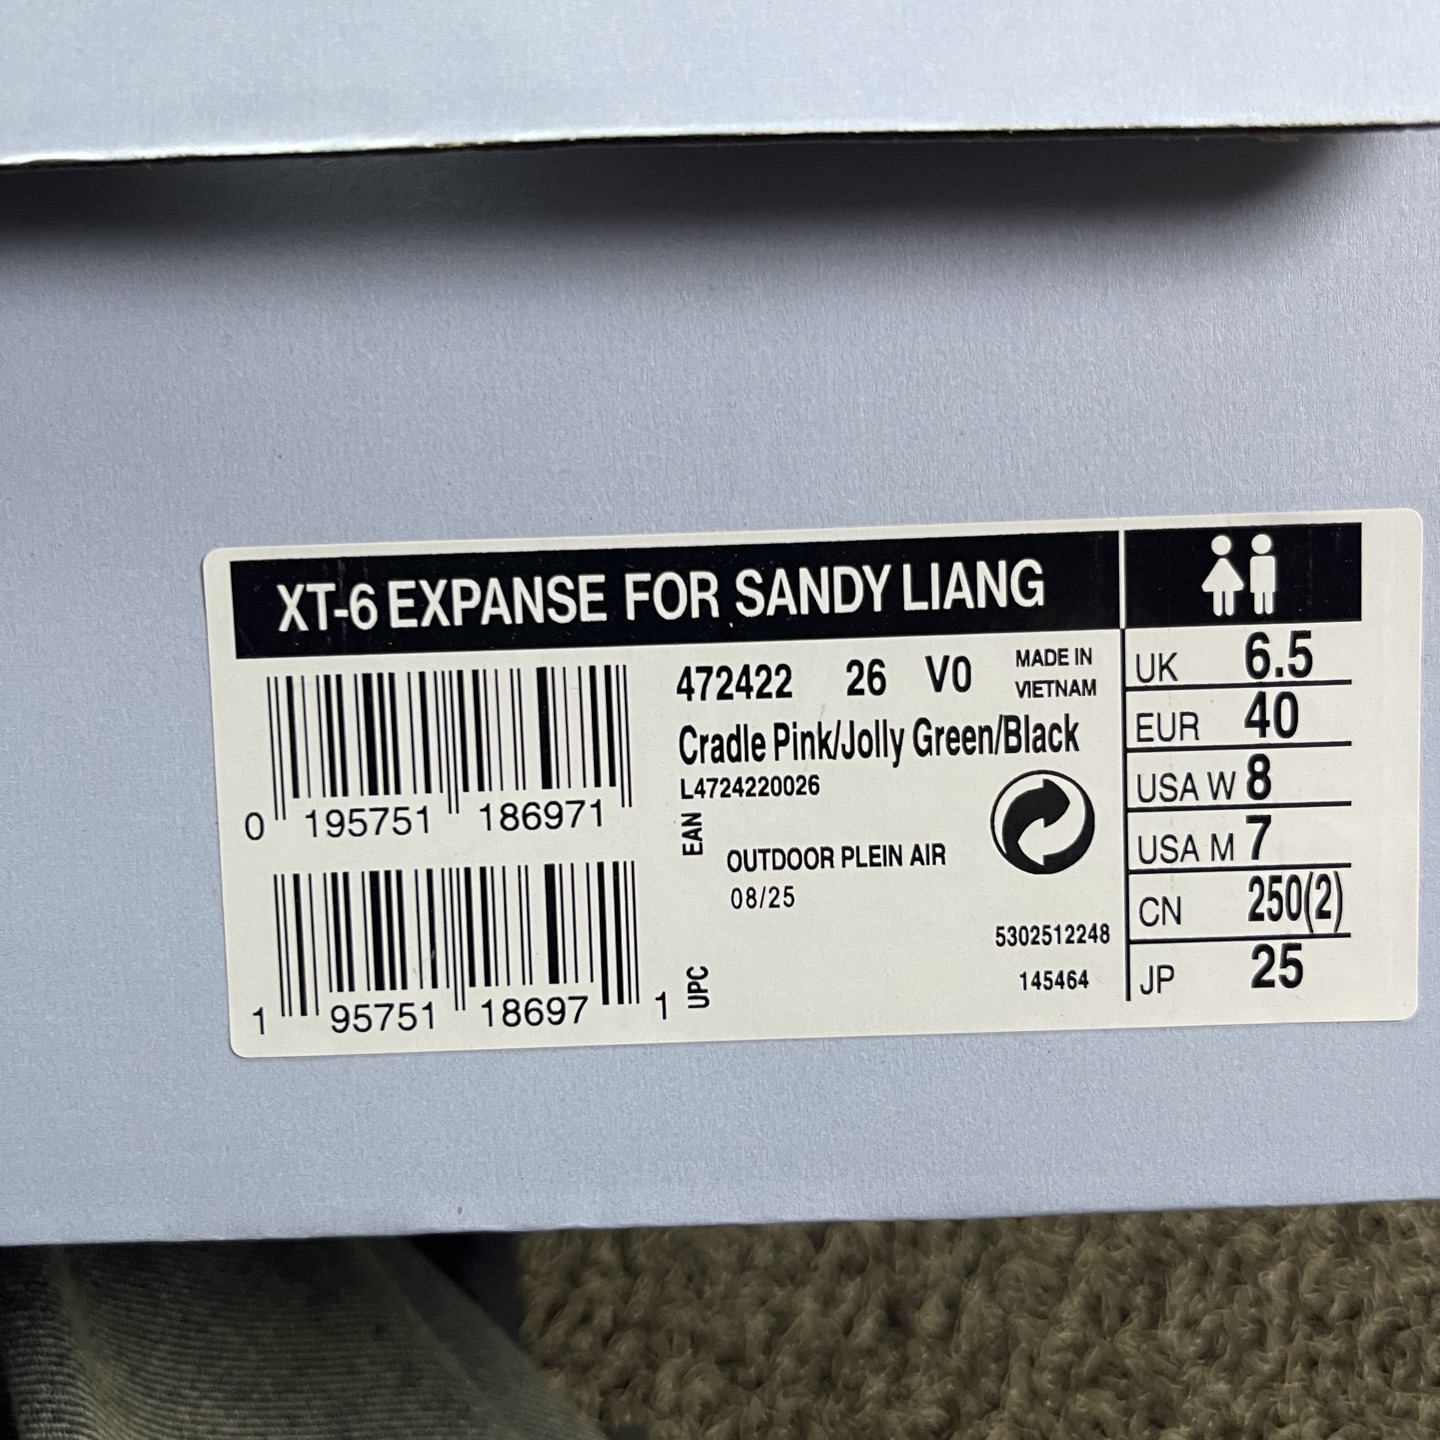 XT-6 EXPANSE FOR SANDY LIANG
472422 26 V0
MADE IN
VIETNAM
Cradle Pink/Jolly Green/Black
L4724220026
0 195751 186971
EAN
OUTDOOR PLEIN AIR
08/25
5302512248
145464
1 95751 18697 1
UPC
UK 6.5
EUR 40
USA W 8
USA M 7
CN 250(2)
JP 25